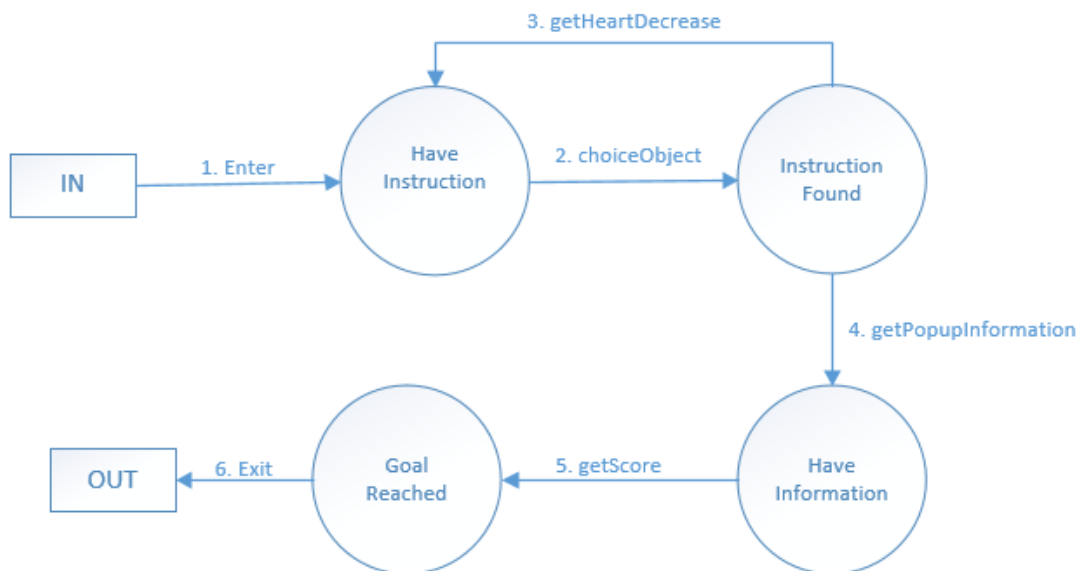 3. getHeartDecrease
IN
1. Enter
Have
Instruction
2. choiceObject
Instruction
Found
4. getPopupInformation
OUT
6. Exit
Goal
Reached
5. getScore
Have
Information